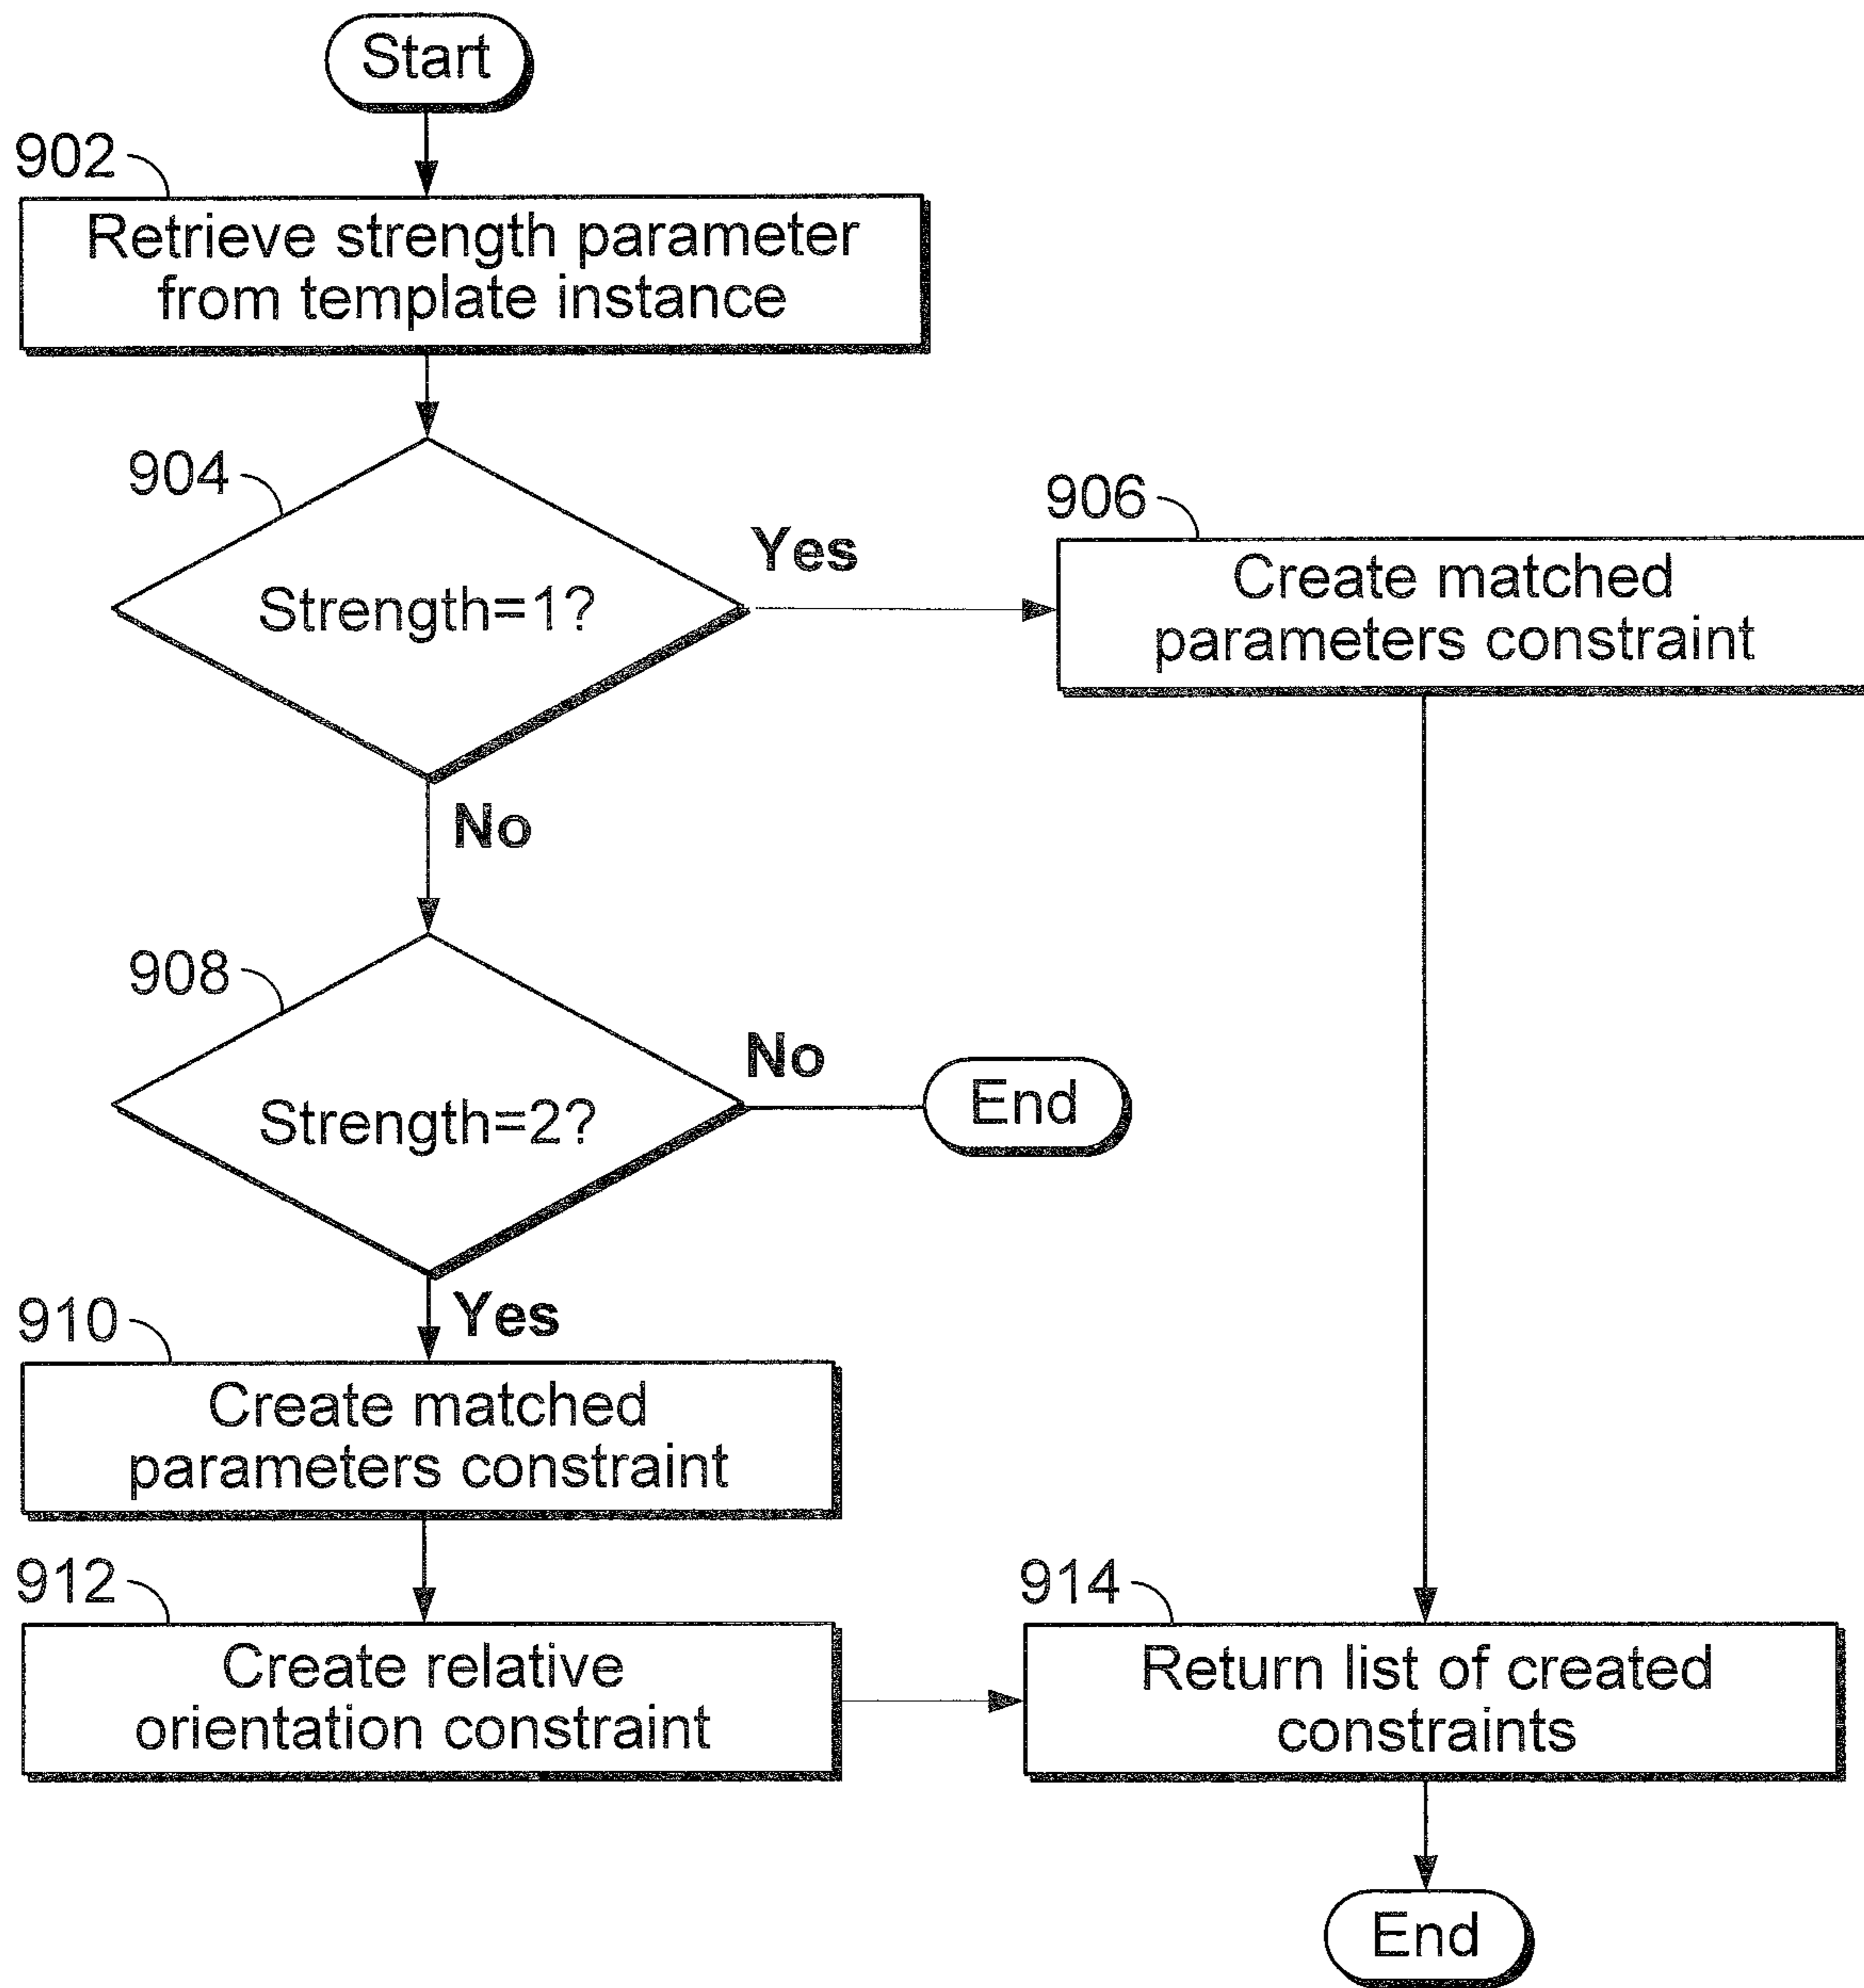 Start
902
Retrieve strength parameter
from template instance
904
Strength=1?
Yes
906
Create matched
parameters constraint
No
908
Strength=2?
No
End
Yes
910
Create matched
parameters constraint
912
Create relative
orientation constraint
914
Return list of created
constraints
End